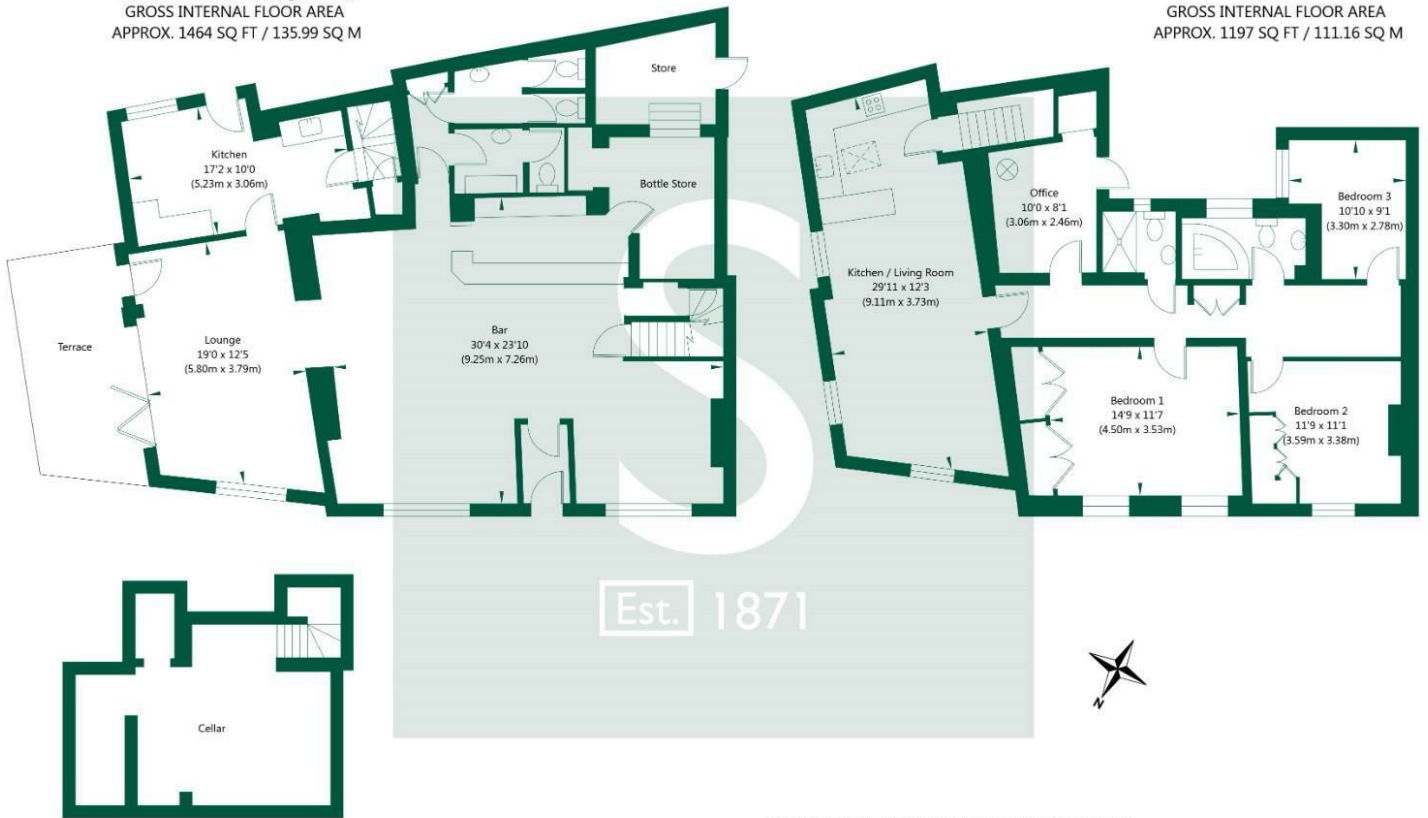 GROSS INTERNAL FLOOR AREA
APPROX. 1464 SQ FT / 135.99 SQ M
GROSS INTERNAL FLOOR AREA
APPROX. 1197 SQ FT / 111.16 SQ M
Store
Kitchen
17'2 x 10'0
(5.23m x 3.06m)
Bottle Store
Terrace
Lounge
19'0 x 12'5
(5.80m x 3.79m)
Bar
30'4 x 23'10
(9.25m x 7.26m)
Office
10'0 x 8'1
(3.06m x 2.46m)
Bedroom 3
10'10 x 9'1
(3.30m x 2.78m)
Kitchen / Living Room
29'11 x 12'3
(9.11m x 3.73m)
Bedroom 1
14'9 x 11'7
(4.50m x 3.53m)
Bedroom 2
11'9 x 11'1
(3.59m x 3.38m)
S
Est. 1871
Cellar
N